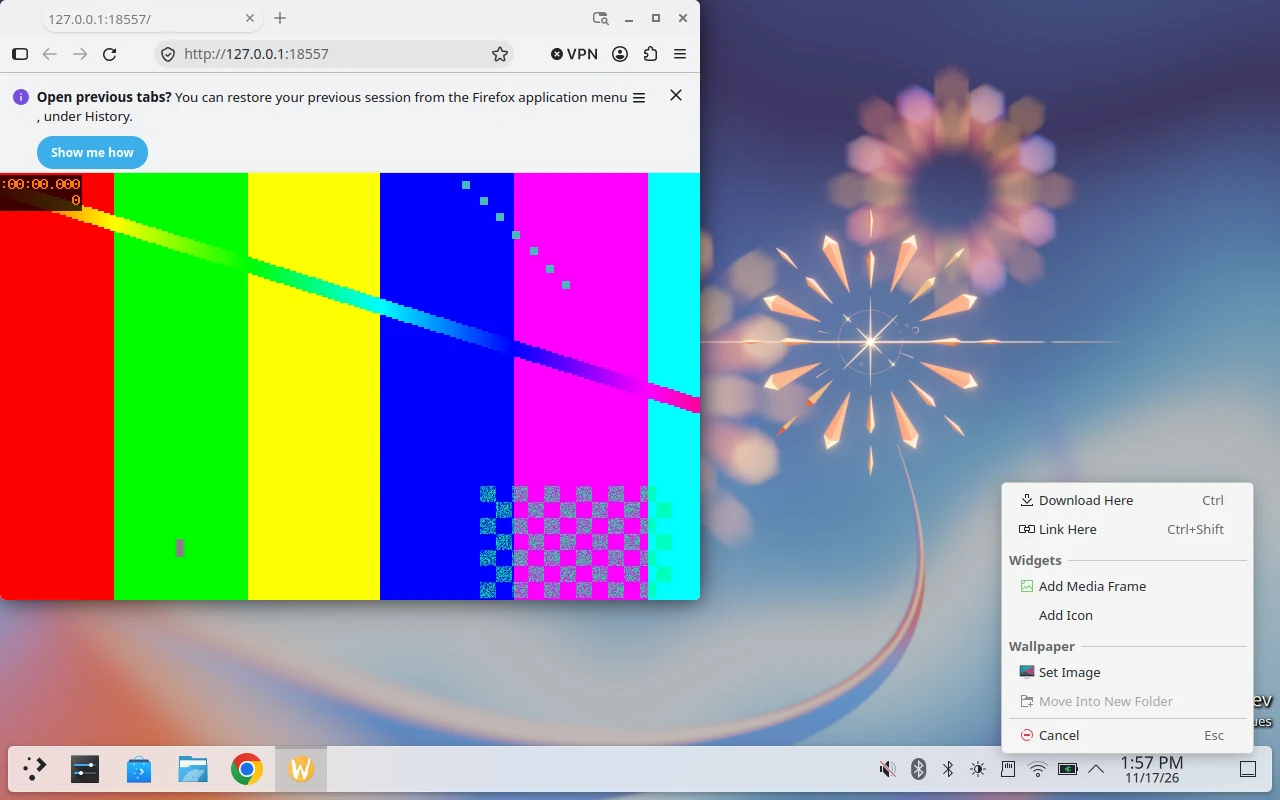 127.0.0.1:18557/
http://127.0.0.1:18557
VPN
Open previous tabs? You can restore your previous session from the Firefox application menu
, under History.
Show me how
:00:00.000
0
Download Here Ctrl
Link Here Ctrl+Shift
Widgets
Add Media Frame
Add Icon
Wallpaper
Set Image
Move Into New Folder
Cancel Esc
ev
ues
1:57 PM
11/17/26